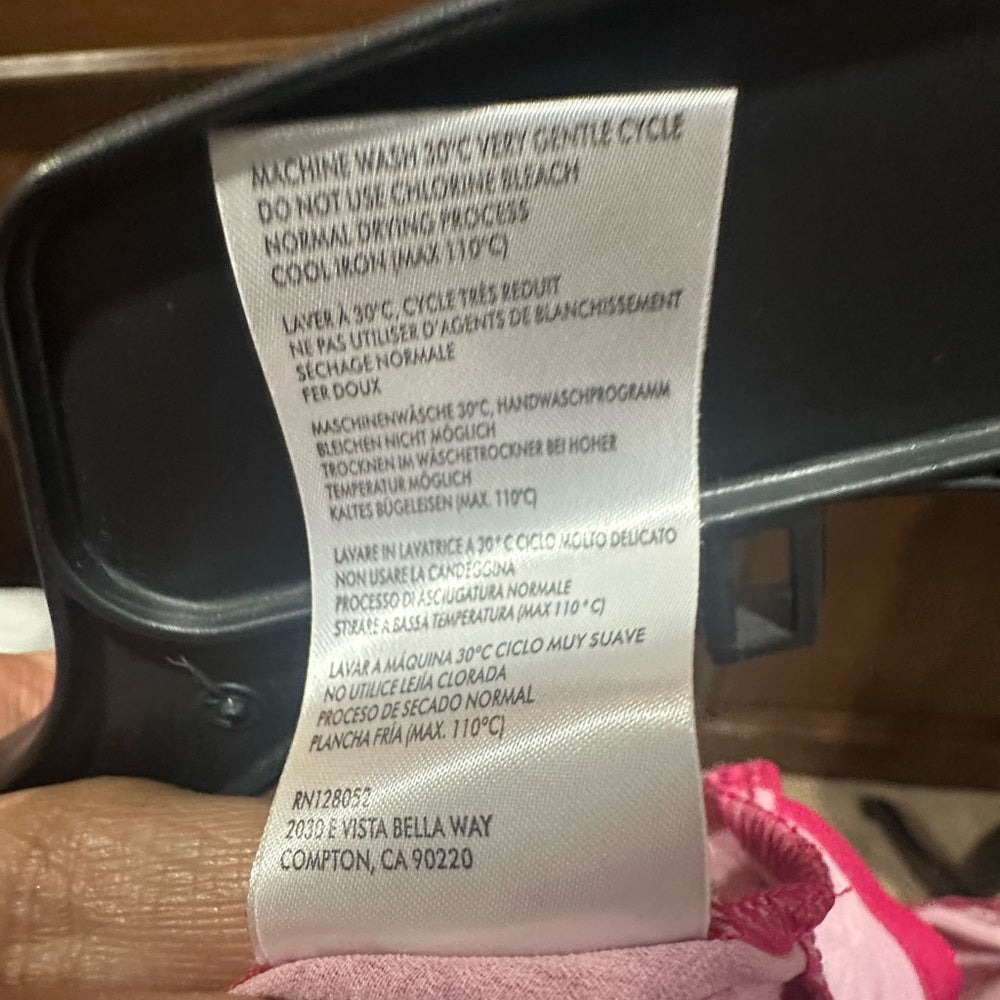 MACHINE WASH 30°C VERY GENTLE CYCLE
DO NOT USE CHLORINE BLEACH
NORMAL DRYING PROCESS
COOL IRON (MAX 110°C)
LAVER À 30°C, CYCLE TRÈS REDUIT
NE PAS UTILISER D'AGENTS DE BLANCHISSEMENT
SÉCHAGE NORMALE
FER DOUX
MASCHINENWÄSCHE 30°C, HANDWASCHPROGRAMM
BLEICHEN NICHT MÖGLICH
TROCKNEN IM WÄSCHETROCKNER BEI HOHER
TEMPERATUR MÖGLICH
KALTES BÜGELEISEN (MAX. 110°C)
LAVARE IN LAVATRICE A 30°C CICLO MOLTO DELICATO
NON USARE LA CANDEGGINA
PROCESSO DI ASCIUGATURA NORMALE
STIRARE A BASSA TEMPERATURA (MAX 110°C)
LAVAR A MÁQUINA 30°C CICLO MUY SUAVE
NO UTILICE LEJÍA CLORADA
PROCESO DE SECADO NORMAL
PLANCHA FRÍA (MAX. 110°C)
RN128052
2030 E VISTA BELLA WAY
COMPTON, CA 90220